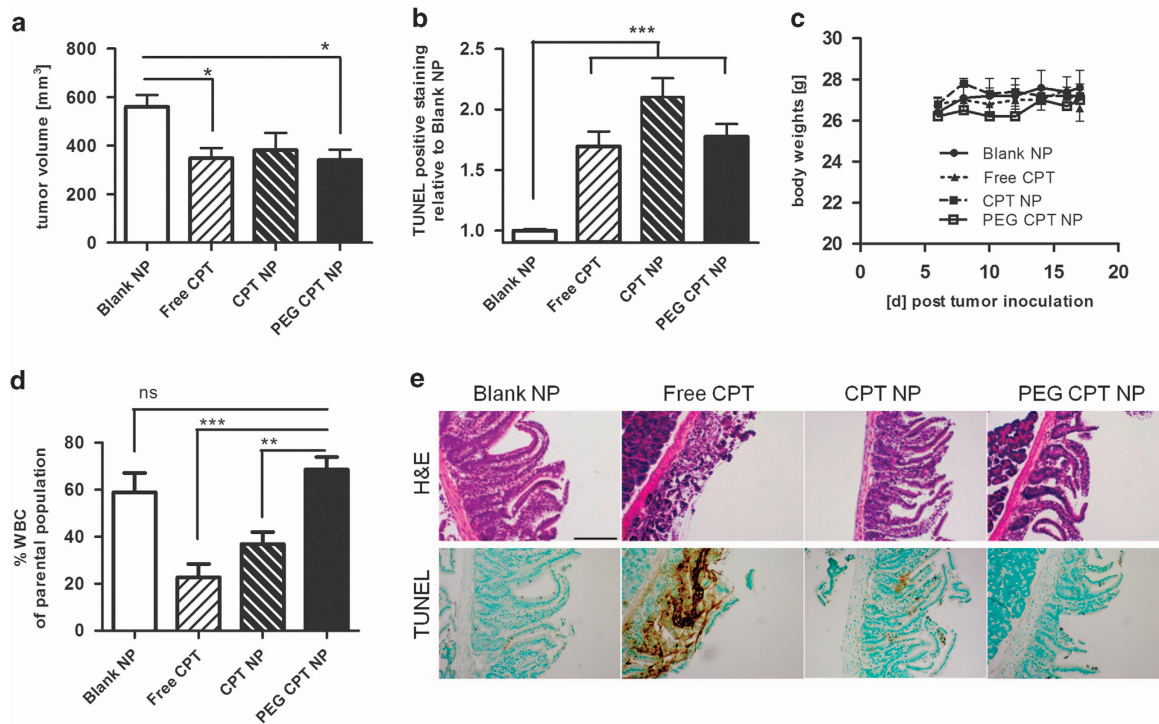 a
tumor volume [mm³]
800
600
400
200
0
*
*
Blank NP
Free CPT
CPT NP
PEG CPT NP
b
TUNEL positive staining
relative to Blank NP
2.5
2.0
1.5
1.0
***
Blank NP
Free CPT
CPT NP
PEG CPT NP
c
body weights [g]
30
28
26
24
22
20
Blank NP
Free CPT
CPT NP
PEG CPT NP
0
5
10
15
20
[d] post tumor inoculation
d
% WBC
of parental population
80
60
40
20
0
ns
***
**
Blank NP
Free CPT
CPT NP
PEG CPT NP
e
Blank NP
Free CPT
CPT NP
PEG CPT NP
H&E
TUNEL